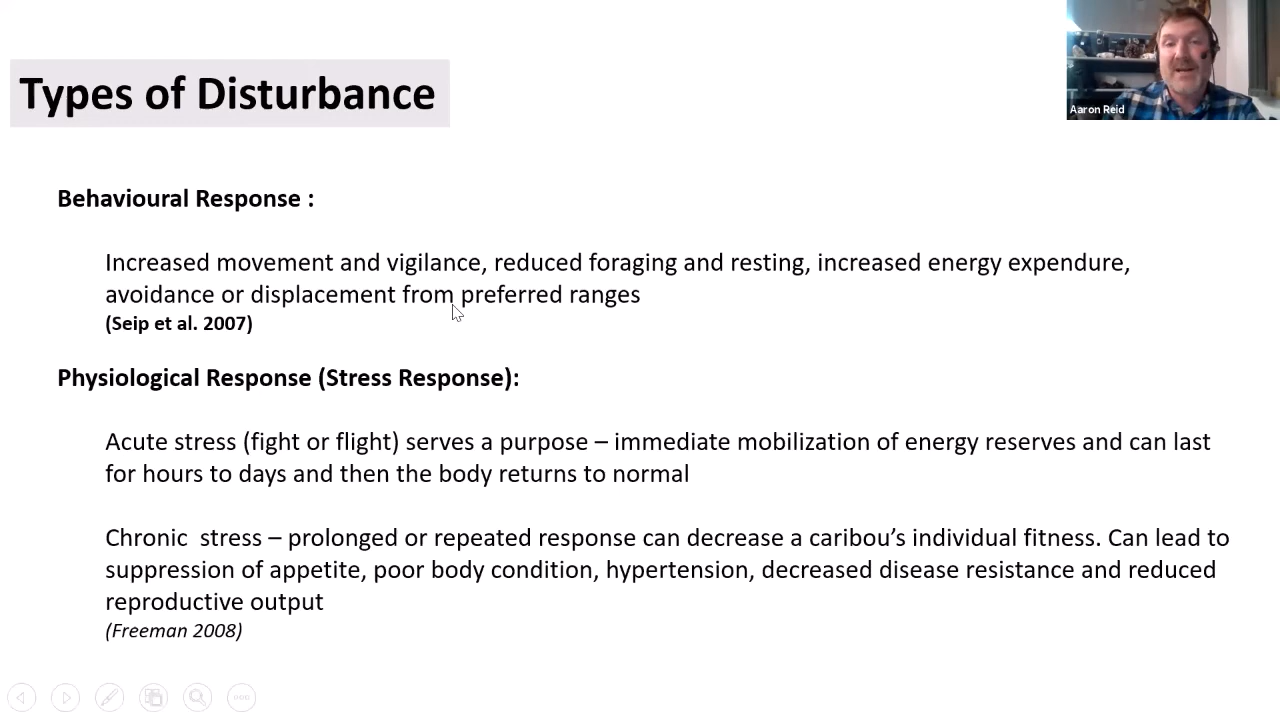 Types of Disturbance
Aaron Reid
Behavioural Response :
Increased movement and vigilance, reduced foraging and resting, increased energy expendure,
avoidance or displacement from preferred ranges
(Seip et al. 2007)
Physiological Response (Stress Response):
Acute stress (fight or flight) serves a purpose – immediate mobilization of energy reserves and can last
for hours to days and then the body returns to normal
Chronic  stress – prolonged or repeated response can decrease a caribou’s individual fitness. Can lead to
suppression of appetite, poor body condition, hypertension, decreased disease resistance and reduced
reproductive output
(Freeman 2008)